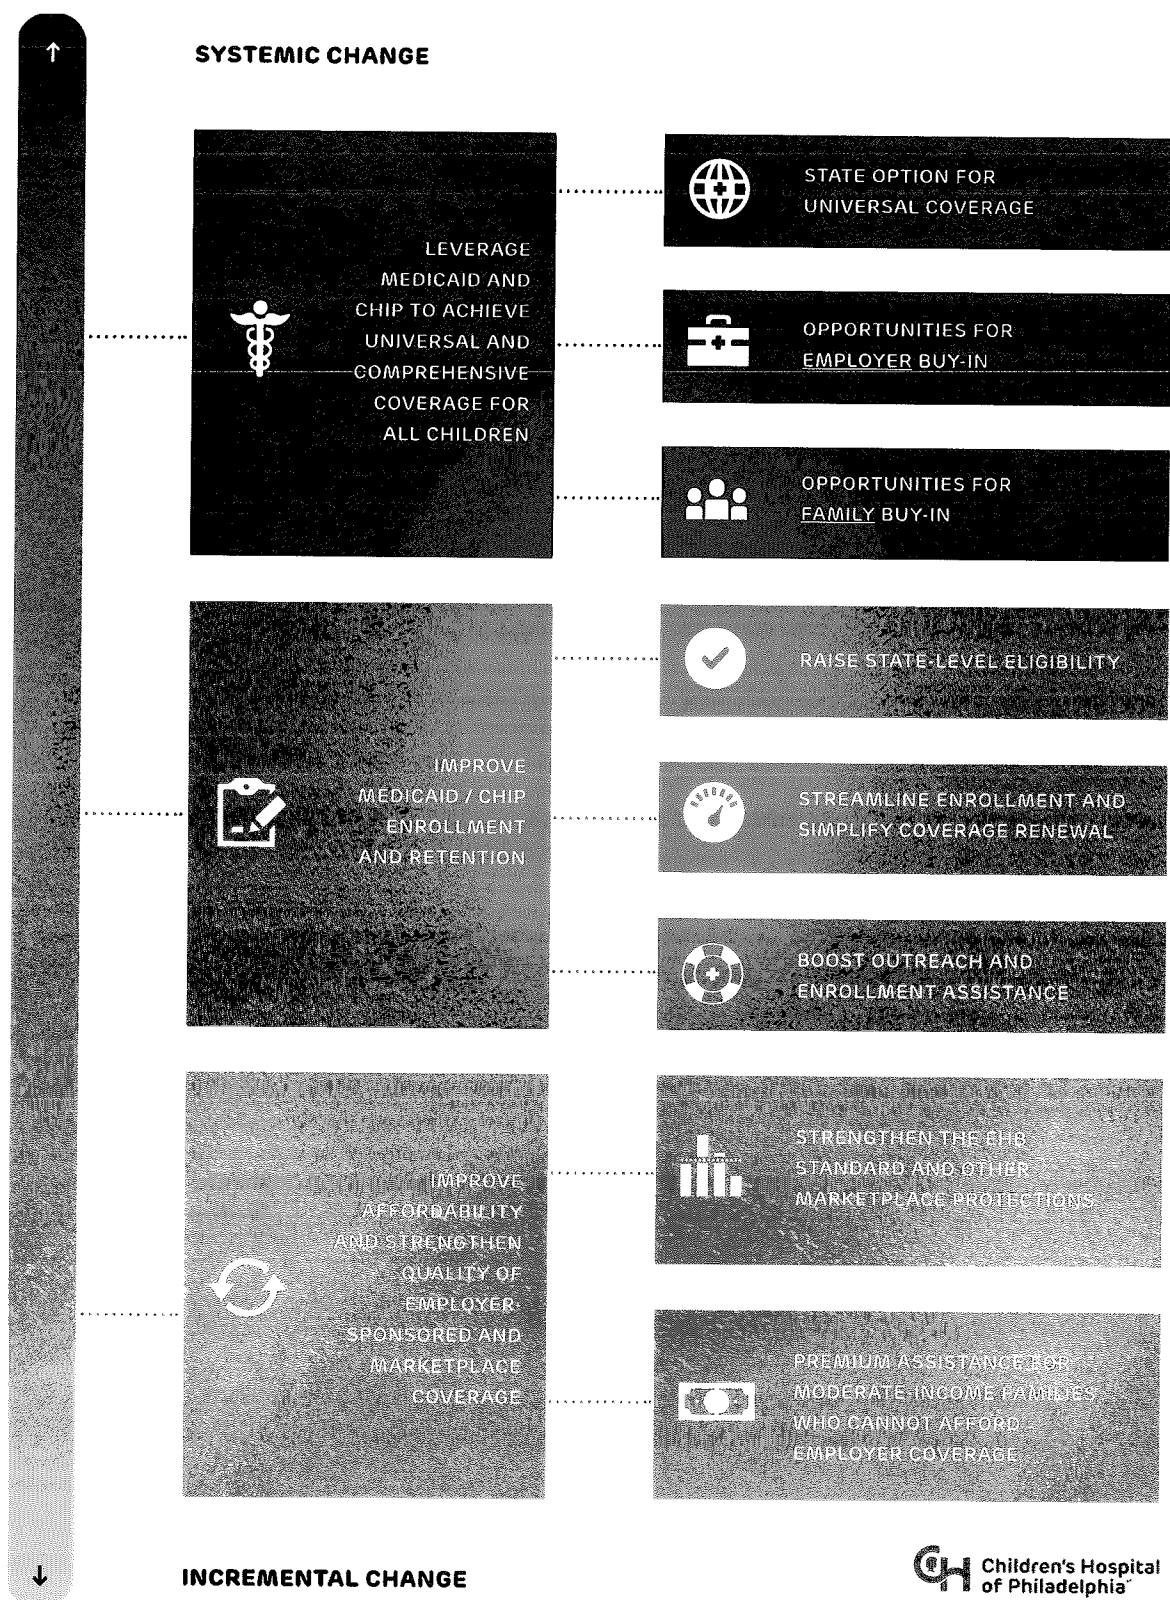 SYSTEMIC CHANGE
LEVERAGE
MEDICAID AND
CHIP TO ACHIEVE
UNIVERSAL AND
COMPREHENSIVE
COVERAGE FOR
ALL CHILDREN
STATE OPTION FOR
UNIVERSAL COVERAGE
OPPORTUNITIES FOR
EMPLOYER BUY-IN
OPPORTUNITIES FOR
FAMILY BUY-IN
IMPROVE
MEDICAID / CHIP
ENROLLMENT
AND RETENTION
RAISE STATE-LEVEL ELIGIBILITY
STREAMLINE ENROLLMENT AND
SIMPLIFY COVERAGE RENEWAL
BOOST OUTREACH AND
ENROLLMENT ASSISTANCE
IMPROVE
AFFORDABILITY
AND STRENGTHEN
QUALITY OF
EMPLOYER-
SPONSORED AND
MARKETPLACE
COVERAGE
STRENGTHEN THE EHB
STANDARD AND OTHER
MARKETPLACE PROTECTIONS
PREMIUM ASSISTANCE FOR
MODERATE-INCOME FAMILIES
WHO CANNOT AFFORD
EMPLOYER COVERAGE
INCREMENTAL CHANGE
CH Children's Hospital
of Philadelphia